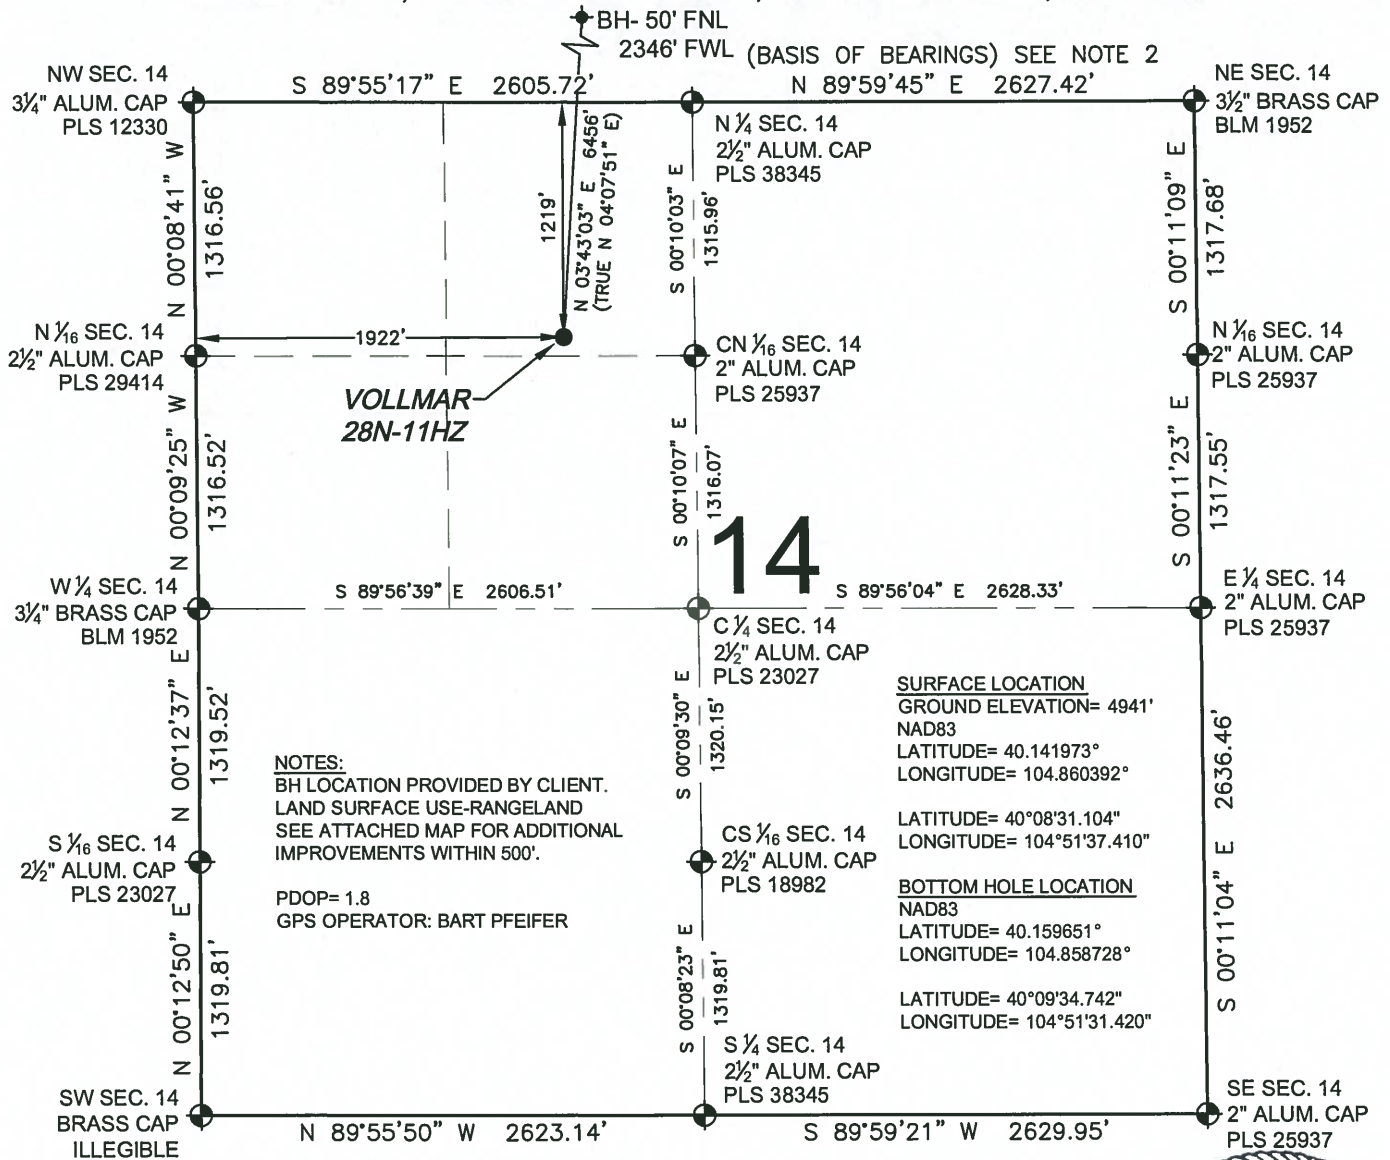 BH- 50' FNL
2346' FWL
(BASIS OF BEARINGS) SEE NOTE 2
NW SEC. 14
3¼" ALUM. CAP
PLS 12330
S 89°55'17" E 2605.72'
N 89°59'45" E 2627.42'
NE SEC. 14
3½" BRASS CAP
BLM 1952
N ¼ SEC. 14
2½" ALUM. CAP
PLS 38345
N 00°08'41" W
1316.56'
1219'
N 03°43'03" E 6456'
(TRUE N 04°07'51" E)
S 00°10'03" E
1315.96'
S 00°11'09" E
1317.68'
N 1⁄16 SEC. 14
2½" ALUM. CAP
PLS 29414
1922'
CN 1⁄16 SEC. 14
2" ALUM. CAP
PLS 25937
N 1⁄16 SEC. 14
2" ALUM. CAP
PLS 25937
VOLLMAR
28N-11HZ
N 00°09'25" W
1316.52'
S 00°10'07" E
1316.07'
S 00°11'23" E
1317.55'
14
W ¼ SEC. 14
3¼" BRASS CAP
BLM 1952
S 89°56'39" E 2606.51'
S 89°56'04" E 2628.33'
E ¼ SEC. 14
2" ALUM. CAP
PLS 25937
C ¼ SEC. 14
2½" ALUM. CAP
PLS 23027
N 00°12'37" E
1319.52'
S 00°09'30" E
1320.15'
SURFACE LOCATION
GROUND ELEVATION= 4941'
NAD83
LATITUDE= 40.141973°
LONGITUDE= 104.860392°
LATITUDE= 40°08'31.104"
LONGITUDE= 104°51'37.410"
S 00°11'04" E 2636.46'
NOTES:
BH LOCATION PROVIDED BY CLIENT.
LAND SURFACE USE-RANGELAND
SEE ATTACHED MAP FOR ADDITIONAL
IMPROVEMENTS WITHIN 500'.
PDOP= 1.8
GPS OPERATOR: BART PFEIFER
S 1⁄16 SEC. 14
2½" ALUM. CAP
PLS 23027
CS 1⁄16 SEC. 14
2½" ALUM. CAP
PLS 18982
BOTTOM HOLE LOCATION
NAD83
LATITUDE= 40.159651°
LONGITUDE= 104.858728°
LATITUDE= 40°09'34.742"
LONGITUDE= 104°51'31.420"
N 00°12'50" E
1319.81'
S 00°08'23" E
1319.81'
S ¼ SEC. 14
2½" ALUM. CAP
PLS 38345
SW SEC. 14
BRASS CAP
ILLEGIBLE
N 89°55'50" W 2623.14'
S 89°59'21" W 2629.95'
SE SEC. 14
2" ALUM. CAP
PLS 25937